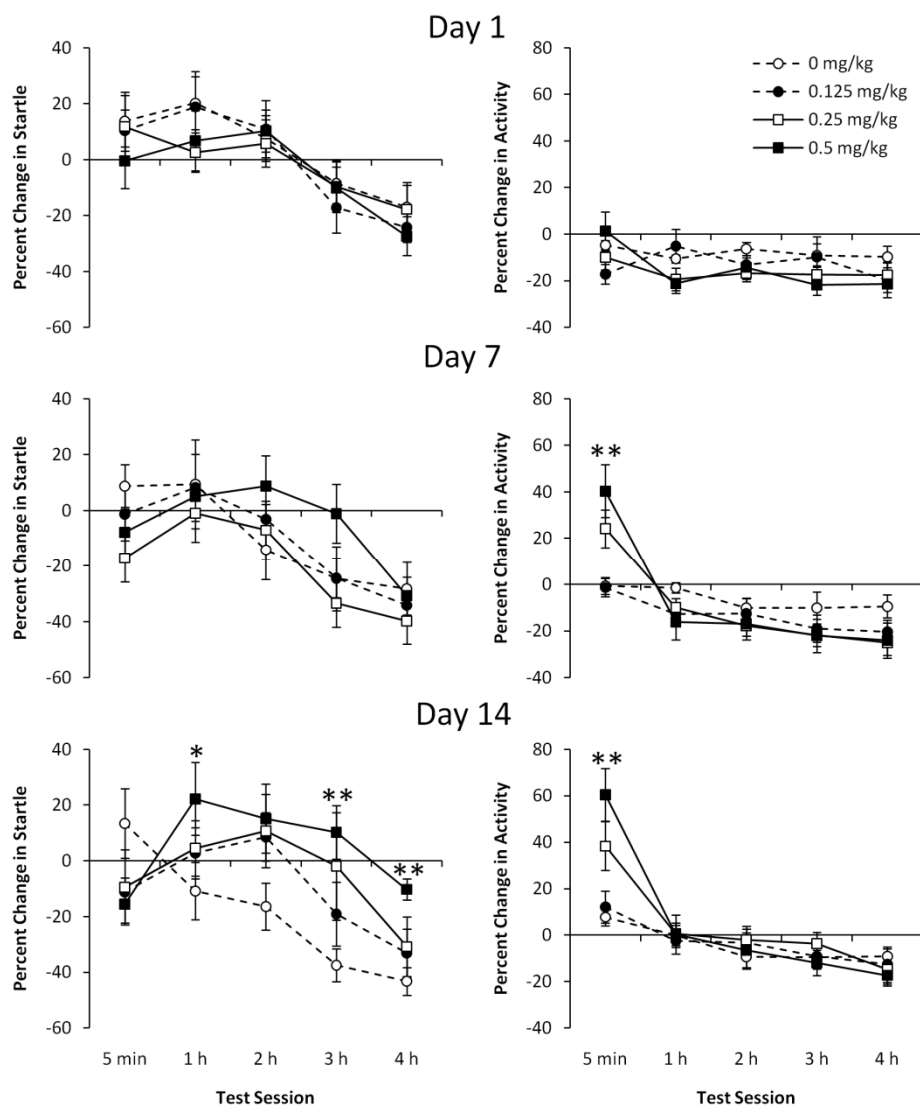 Day 1
Percent Change in Startle
40
20
0
-20
-40
-60
Percent Change in Activity
80
60
40
20
0
-20
-40
0 mg/kg
0.125 mg/kg
0.25 mg/kg
0.5 mg/kg
Day 7
Percent Change in Startle
40
20
0
-20
-40
-60
Percent Change in Activity
80
60
40
20
0
-20
-40
**
Day 14
Percent Change in Startle
40
20
0
-20
-40
-60
*
**
**
5 min 1 h 2 h 3 h 4 h
Test Session
Percent Change in Activity
80
60
40
20
0
-20
-40
**
5 min 1 h 2 h 3 h 4 h
Test Session